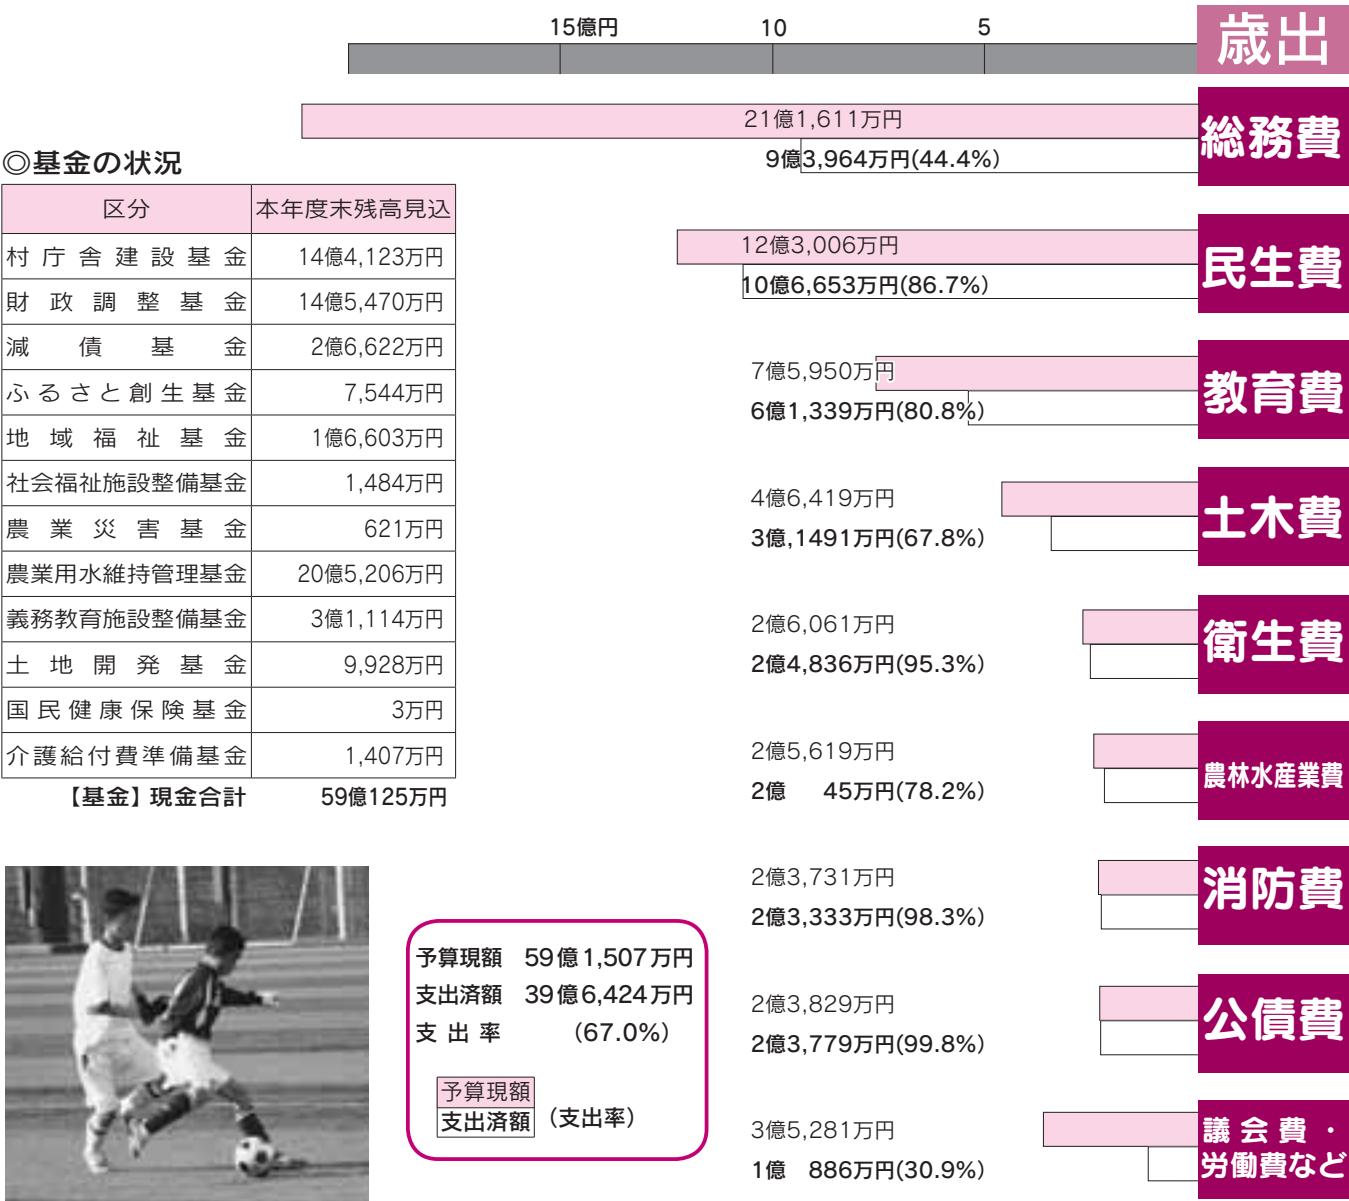 15億円 10 5 歳出
21億1,611万円
9億3,964万円(44.4%)
総務費
◎基金の状況
区分 本年度末残高見込
村庁舎建設基金 14億4,123万円
財政調整基金 14億5,470万円
減債基金 2億6,622万円
ふるさと創生基金 7,544万円
地域福祉基金 1億6,603万円
社会福祉施設整備基金 1,484万円
農業災害基金 621万円
農業用水維持管理基金 20億5,206万円
義務教育施設整備基金 3億1,114万円
土地開発基金 9,928万円
国民健康保険基金 3万円
介護給付費準備基金 1,407万円
【基金】現金合計 59億125万円
12億3,006万円
10億6,653万円(86.7%)
民生費
7億5,950万円
6億1,339万円(80.8%)
教育費
4億6,419万円
3億,1491万円(67.8%)
土木費
2億6,061万円
2億4,836万円(95.3%)
衛生費
2億5,619万円
2億 45万円(78.2%)
農林水産業費
2億3,731万円
2億3,333万円(98.3%)
消防費
2億3,829万円
2億3,779万円(99.8%)
公債費
3億5,281万円
1億 886万円(30.9%)
議会費・
労働費など
予算現額 59億1,507万円
支出済額 39億6,424万円
支出率 (67.0%)
予算現額
支出済額 (支出率)